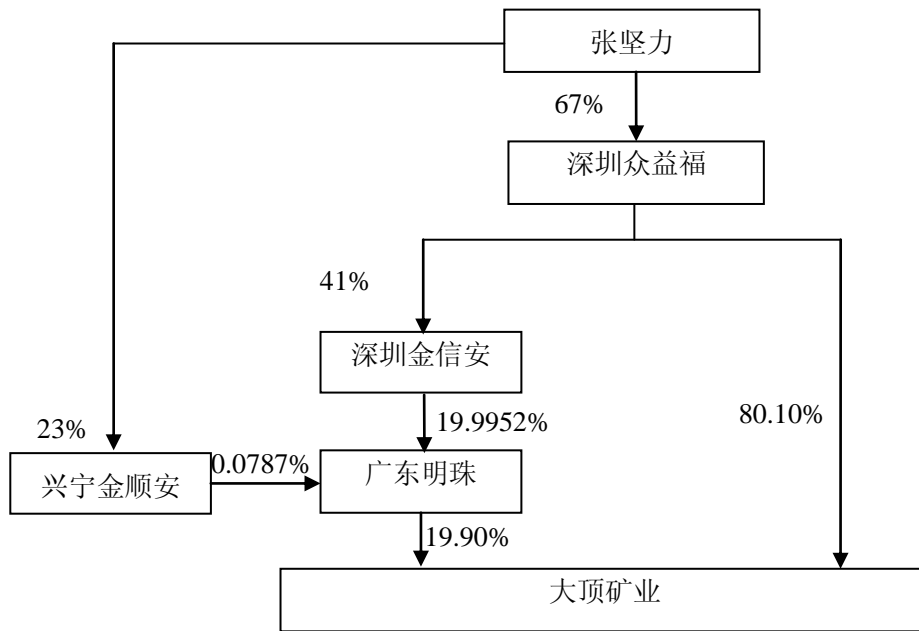 张坚力
67%
深圳众益福
41%
深圳金信安
19.9952%
80.10%
23%
0.0787%
兴宁金顺安
广东明珠
19.90%
大顶矿业